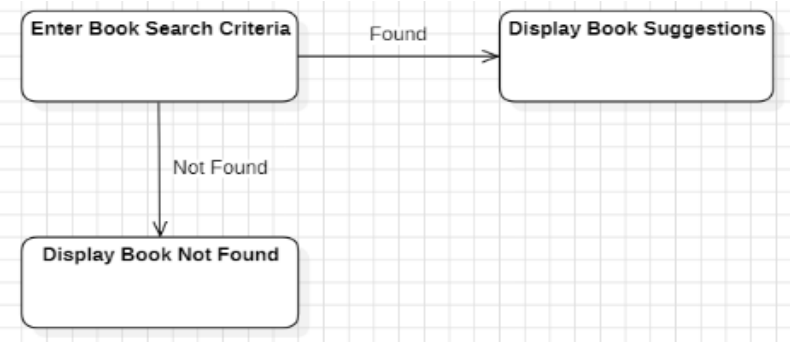 Enter Book Search Criteria
Found
Display Book Suggestions
Not Found
Display Book Not Found